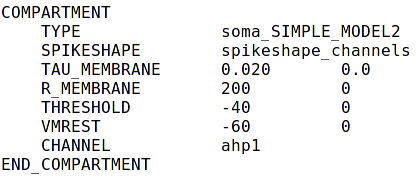 COMPARTMENT
    TYPE              soma_SIMPLE_MODEL2
    SPIKESHAPE        spikeshape_channels
    TAU_MEMBRANE      0.020       0.0
    R_MEMBRANE        200         0
    THRESHOLD         -40         0
    VMREST            -60         0
    CHANNEL           ahp1
END_COMPARTMENT